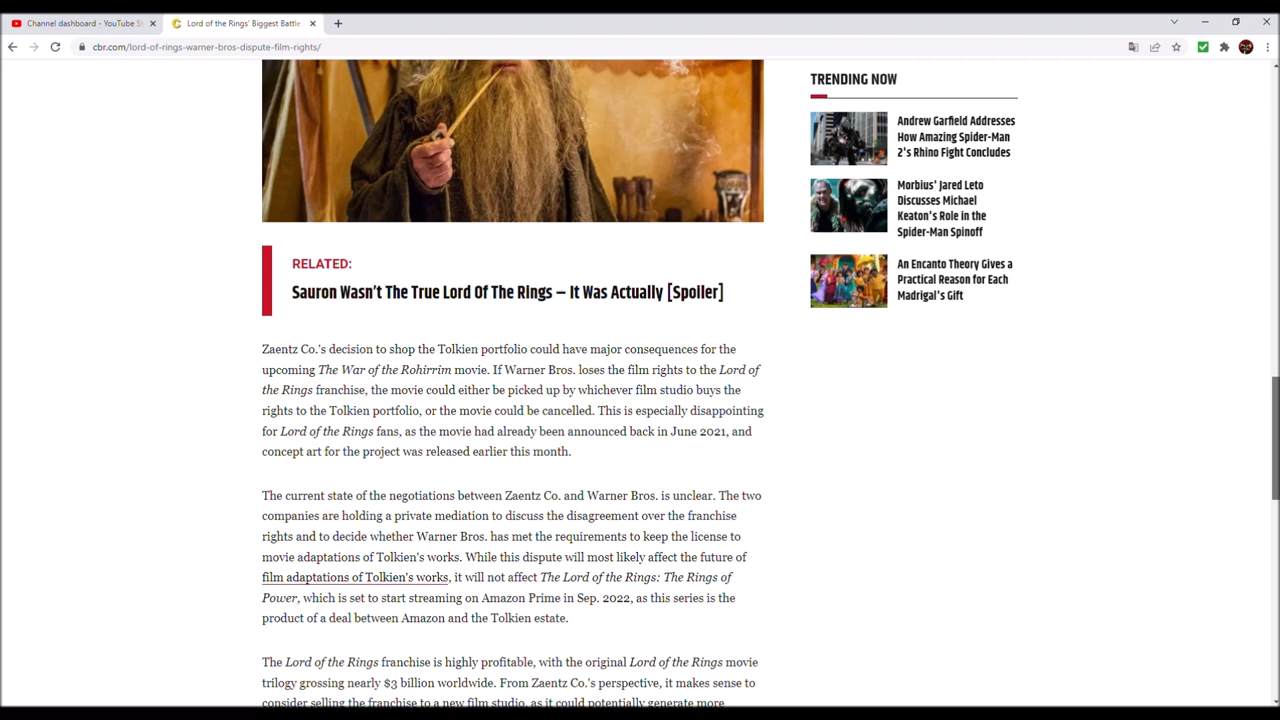 Channel dashboard - YouTube St
Lord of the Rings' Biggest Battle
cbr.com/lord-of-rings-warner-bros-dispute-film-rights/
TRENDING NOW
Andrew Garfield Addresses
How Amazing Spider-Man
2's Rhino Fight Concludes
Morbius' Jared Leto
Discusses Michael
Keaton's Role in the
Spider-Man Spinoff
An Encanto Theory Gives a
Practical Reason for Each
Madrigal's Gift
RELATED:
Sauron Wasn't The True Lord Of The Rings – It Was Actually [Spoiler]
Zaentz Co.'s decision to shop the Tolkien portfolio could have major consequences for the
upcoming The War of the Rohirrim movie. If Warner Bros. loses the film rights to the Lord of
the Rings franchise, the movie could either be picked up by whichever film studio buys the
rights to the Tolkien portfolio, or the movie could be cancelled. This is especially disappointing
for Lord of the Rings fans, as the movie had already been announced back in June 2021, and
concept art for the project was released earlier this month.
The current state of the negotiations between Zaentz Co. and Warner Bros. is unclear. The two
companies are holding a private mediation to discuss the disagreement over the franchise
rights and to decide whether Warner Bros. has met the requirements to keep the license to
movie adaptations of Tolkien's works. While this dispute will most likely affect the future of
film adaptations of Tolkien's works, it will not affect The Lord of the Rings: The Rings of
Power, which is set to start streaming on Amazon Prime in Sep. 2022, as this series is the
product of a deal between Amazon and the Tolkien estate.
The Lord of the Rings franchise is highly profitable, with the original Lord of the Rings movie
trilogy grossing nearly $3 billion worldwide. From Zaentz Co.'s perspective, it makes sense to
consider selling the franchise to a new film studio, as it could potentially generate more